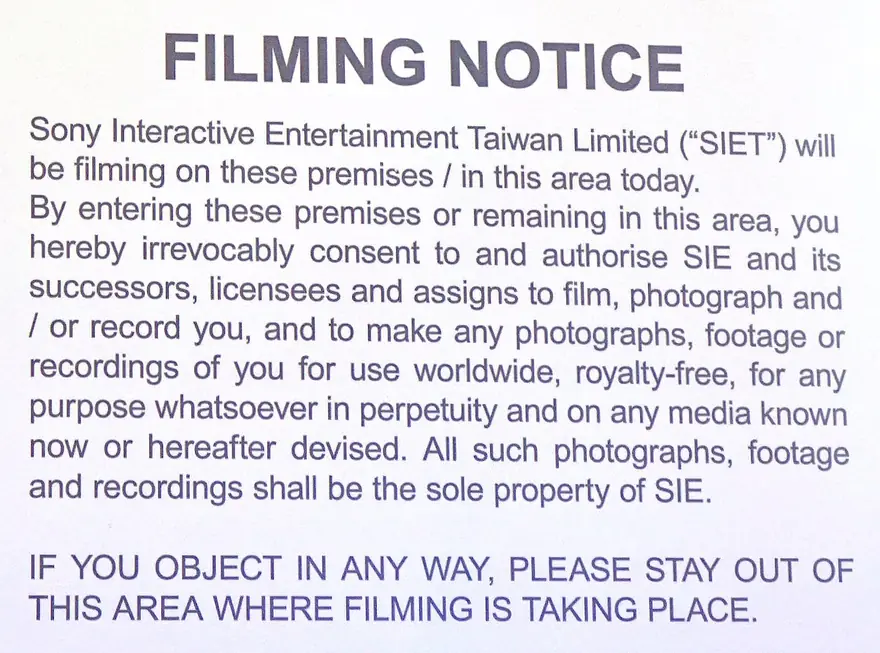 FILMING NOTICE
Sony Interactive Entertainment Taiwan Limited (“SIET”) will
be filming on these premises / in this area today.
By entering these premises or remaining in this area, you
hereby irrevocably consent to and authorise SIE and its
successors, licensees and assigns to film, photograph and
/ or record you, and to make any photographs, footage or
recordings of you for use worldwide, royalty-free, for any
purpose whatsoever in perpetuity and on any media known
now or hereafter devised. All such photographs, footage
and recordings shall be the sole property of SIE.
IF YOU OBJECT IN ANY WAY, PLEASE STAY OUT OF
THIS AREA WHERE FILMING IS TAKING PLACE.